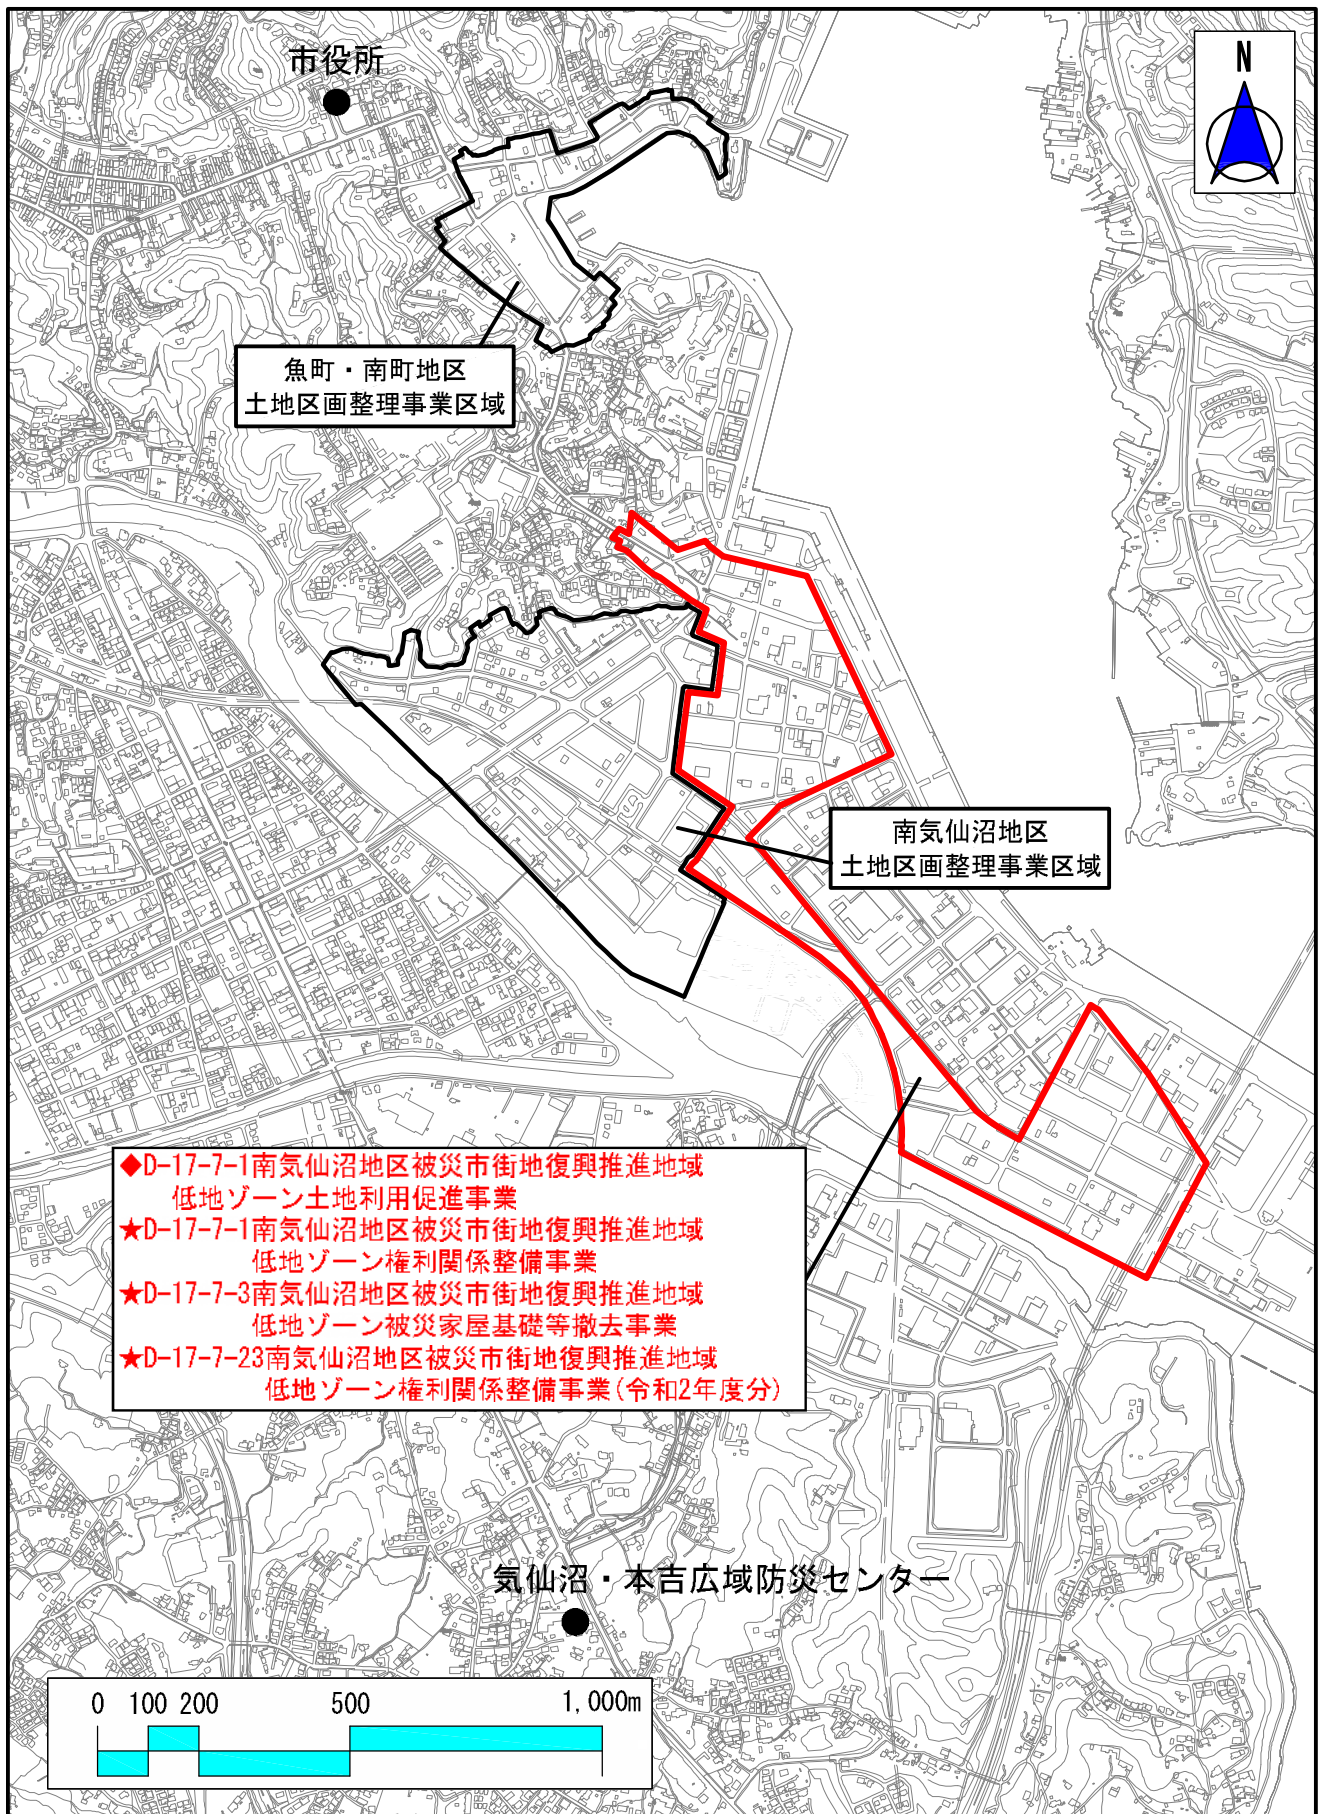 市役所
N
魚町・南町地区
土地区画整理事業区域
南気仙沼地区
土地区画整理事業区域
◆D-17-7-1南気仙沼地区被災市街地復興推進地域
低地ゾーン土地利用促進事業
★D-17-7-1南気仙沼地区被災市街地復興推進地域
低地ゾーン権利関係整備事業
★D-17-7-3南気仙沼地区被災市街地復興推進地域
低地ゾーン被災家屋基礎等撤去事業
★D-17-7-23南気仙沼地区被災市街地復興推進地域
低地ゾーン権利関係整備事業(令和2年度分)
気仙沼・本吉広域防災センター
0 100 200 500 1,000m